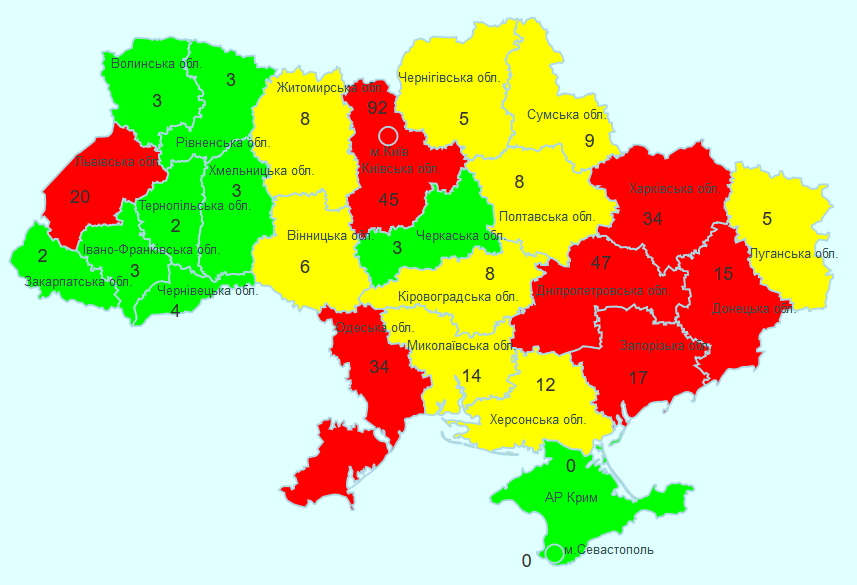 Волинська обл.
3
3
Рівненська обл.
Житомирська обл.
8
92
м.Київ
Київська обл.
45
Чернігівська обл.
5
Сумська обл.
9
Львівська обл.
20
Хмельницька обл.
3
Тернопільська обл.
2
2
Закарпатська обл.
Івано-Франківська обл.
3
Чернівецька обл.
4
Вінницька обл.
6
Черкаська обл.
3
8
Полтавська обл.
Харківська обл.
34
5
Луганська обл.
8
Кіровоградська обл.
47
Дніпропетровська обл.
15
Донецька обл.
Одеська обл.
34
Миколаївська обл.
14
12
Херсонська обл.
Запорізька обл.
17
0
АР Крим
0
м.Севастополь